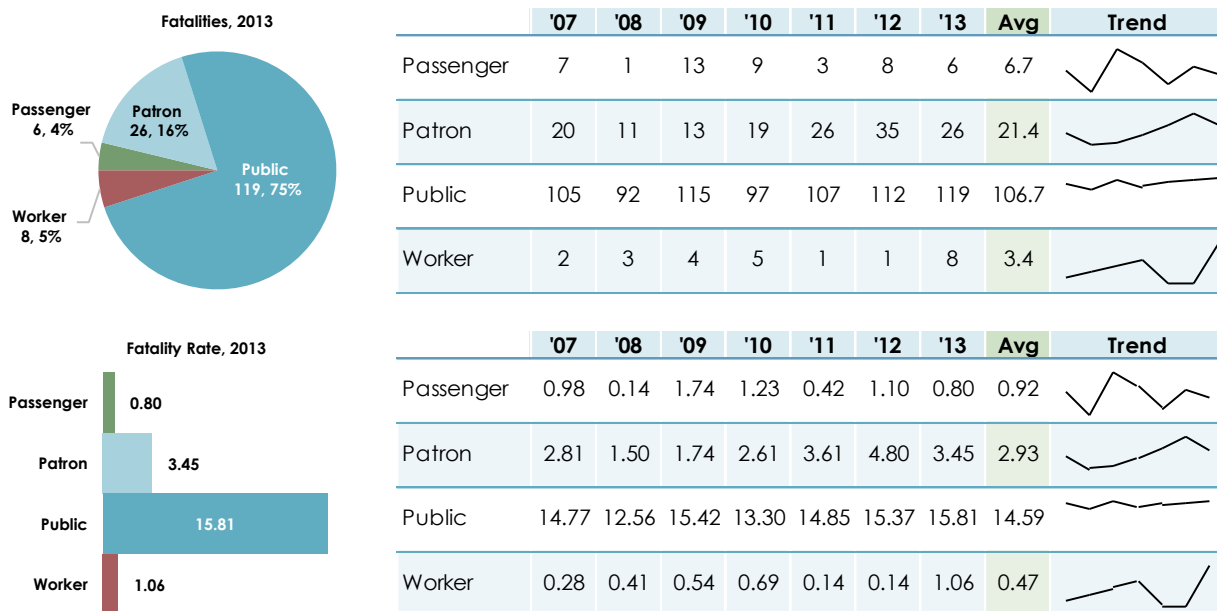 Fatalities, 2013
Passenger
6, 4%
Patron
26, 16%
Public
119, 75%
Worker
8, 5%
'07 '08 '09 '10 '11 '12 '13 Avg Trend
Passenger 7 1 13 9 3 8 6 6.7
Patron 20 11 13 19 26 35 26 21.4
Public 105 92 115 97 107 112 119 106.7
Worker 2 3 4 5 1 1 8 3.4
Fatality Rate, 2013
Passenger 0.80
Patron 3.45
Public 15.81
Worker 1.06
'07 '08 '09 '10 '11 '12 '13 Avg Trend
Passenger 0.98 0.14 1.74 1.23 0.42 1.10 0.80 0.92
Patron 2.81 1.50 1.74 2.61 3.61 4.80 3.45 2.93
Public 14.77 12.56 15.42 13.30 14.85 15.37 15.81 14.59
Worker 0.28 0.41 0.54 0.69 0.14 0.14 1.06 0.47